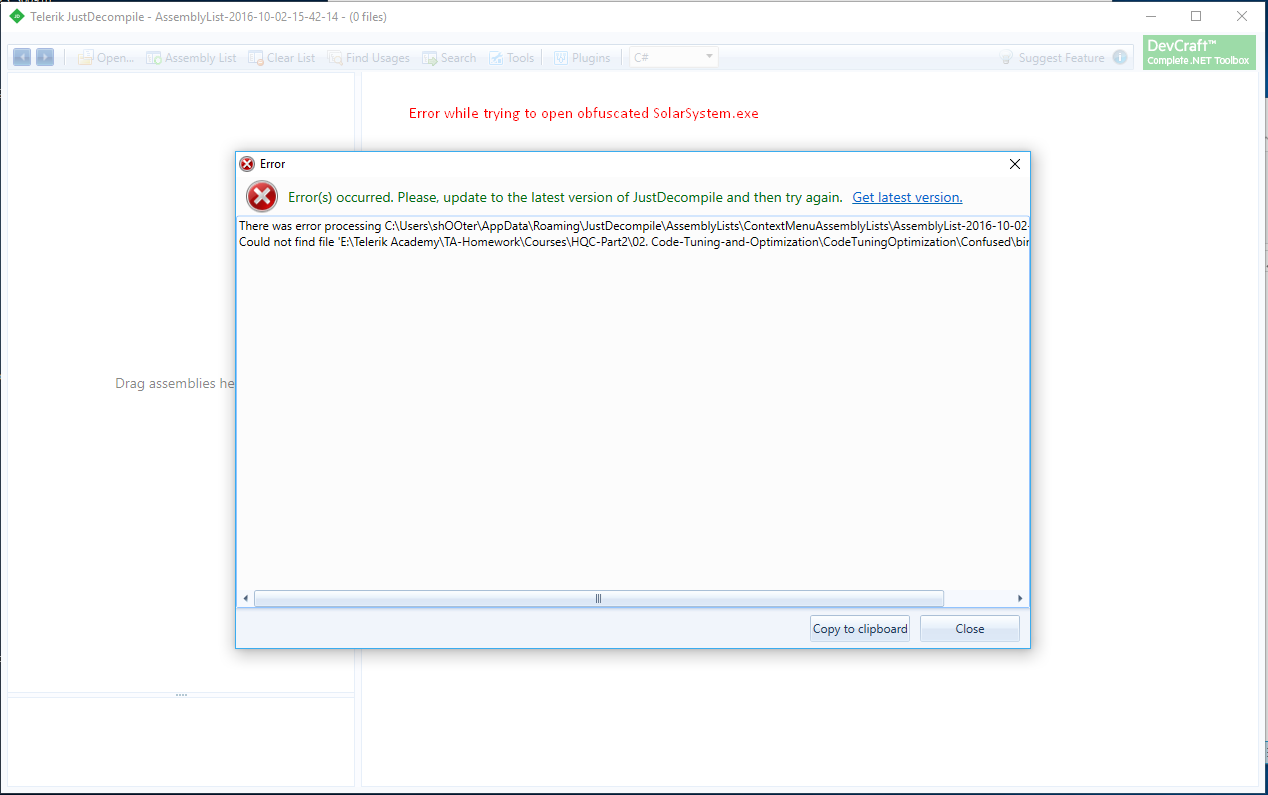 Telerik JustDecompile - AssemblyList-2016-10-02-15-42-14 - (0 files)
Open... Assembly List Clear List Find Usages Search Tools Plugins C# Suggest Feature
DevCraft™
Complete .NET Toolbox
Error while trying to open obfuscated SolarSystem.exe
Error
Error(s) occurred. Please, update to the latest version of JustDecompile and then try again. Get latest version.
There was error processing C:\Users\shOOter\AppData\Roaming\JustDecompile\AssemblyLists\ContextMenuAssemblyLists\AssemblyList-2016-10-02-
Could not find file 'E:\Telerik Academy\TA-Homework\Courses\HQC-Part2\02. Code-Tuning-and-Optimization\CodeTuningOptimization\Confused\bin
Drag assemblies he
Copy to clipboard Close